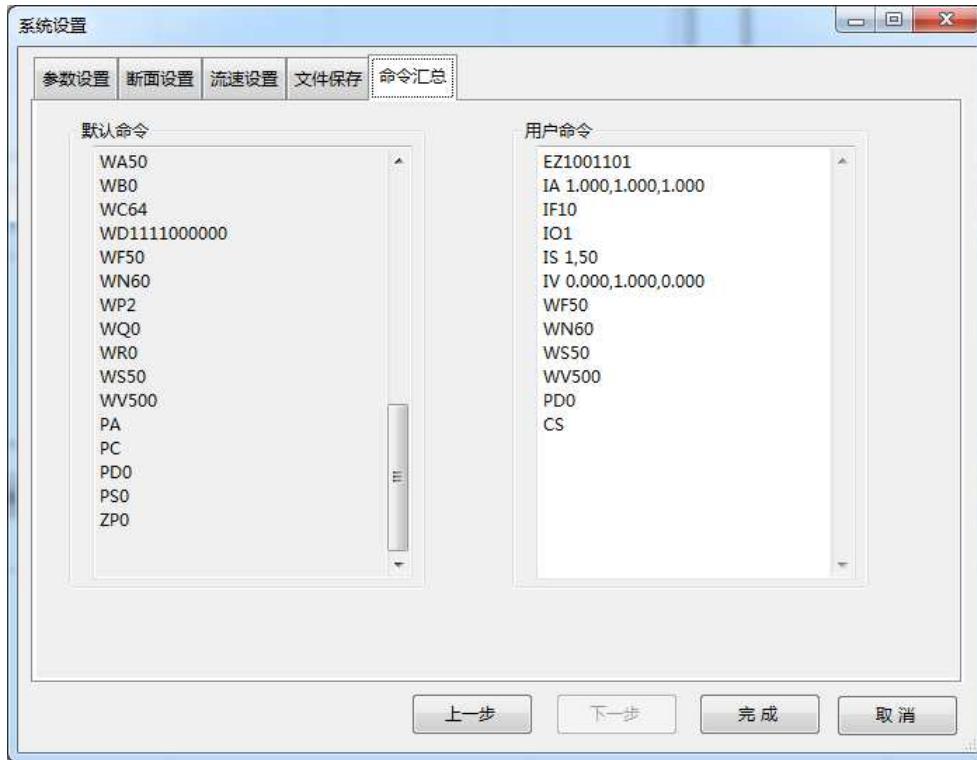 系统设置
参数设置 断面设置 流速设置 文件保存 命令汇总
默认命令
WA50
WB0
WC64
WD1111000000
WF50
WN60
WP2
WQ0
WR0
WS50
WV500
PA
PC
PD0
PS0
ZP0
用户命令
EZ1001101
IA 1.000,1.000,1.000
IF10
IO1
IS 1,50
IV 0.000,1.000,0.000
WF50
WN60
WS50
WV500
PD0
CS
上一步 下一步 完成 取消